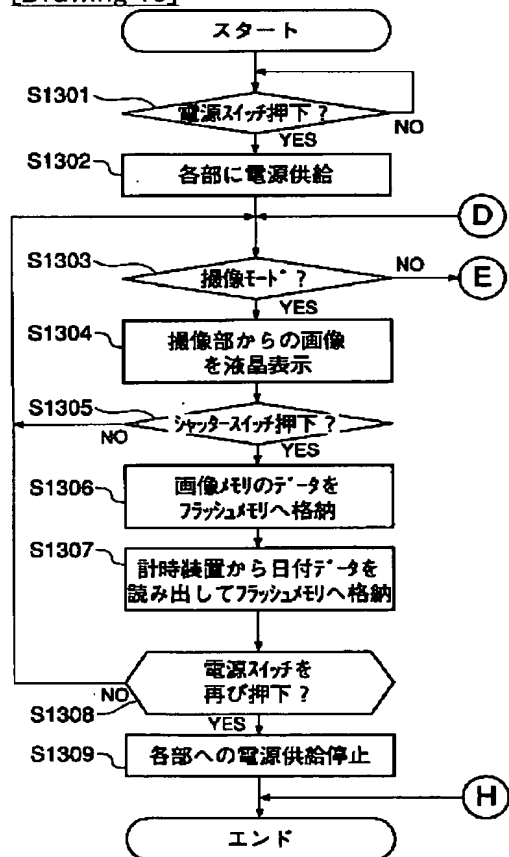 スタート
S1301
電源スイッチ押下？
NO
YES
S1302
各部に電源供給
D
S1303
撮像モード？
NO
E
YES
S1304
撮像部からの画像
を液晶表示
S1305
シャッタースイッチ押下？
NO
YES
S1306
画像メモリのデータを
フラッシュメモリへ格納
S1307
計時装置から日付データを
読み出してフラッシュメモリへ格納
電源スイッチを
再び押下？
NO
S1308
YES
S1309
各部への電源供給停止
H
エンド